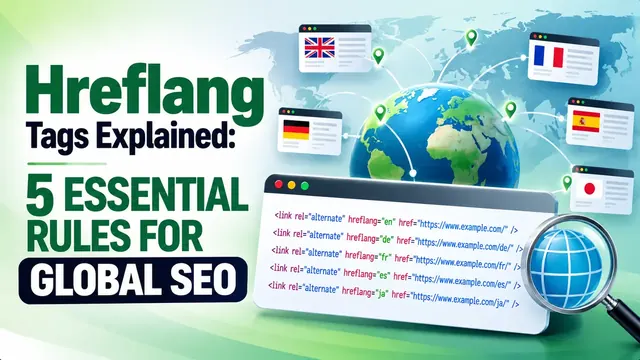 Hreflang
Tags Explained:
5 ESSENTIAL
RULES FOR
GLOBAL SEO
<link rel="alternate" hreflang="en" href="https://www.example.com/" />
<link rel="alternate" hreflang="de" href="https://www.example.com/de/" />
<link rel="alternate" hreflang="fr" href="https://www.example.com/fr/" />
<link rel="alternate" hreflang="es" href="https://www.example.com/es/" />
<link rel="alternate" hreflang="ja" href="https://www.example.com/ja/" />